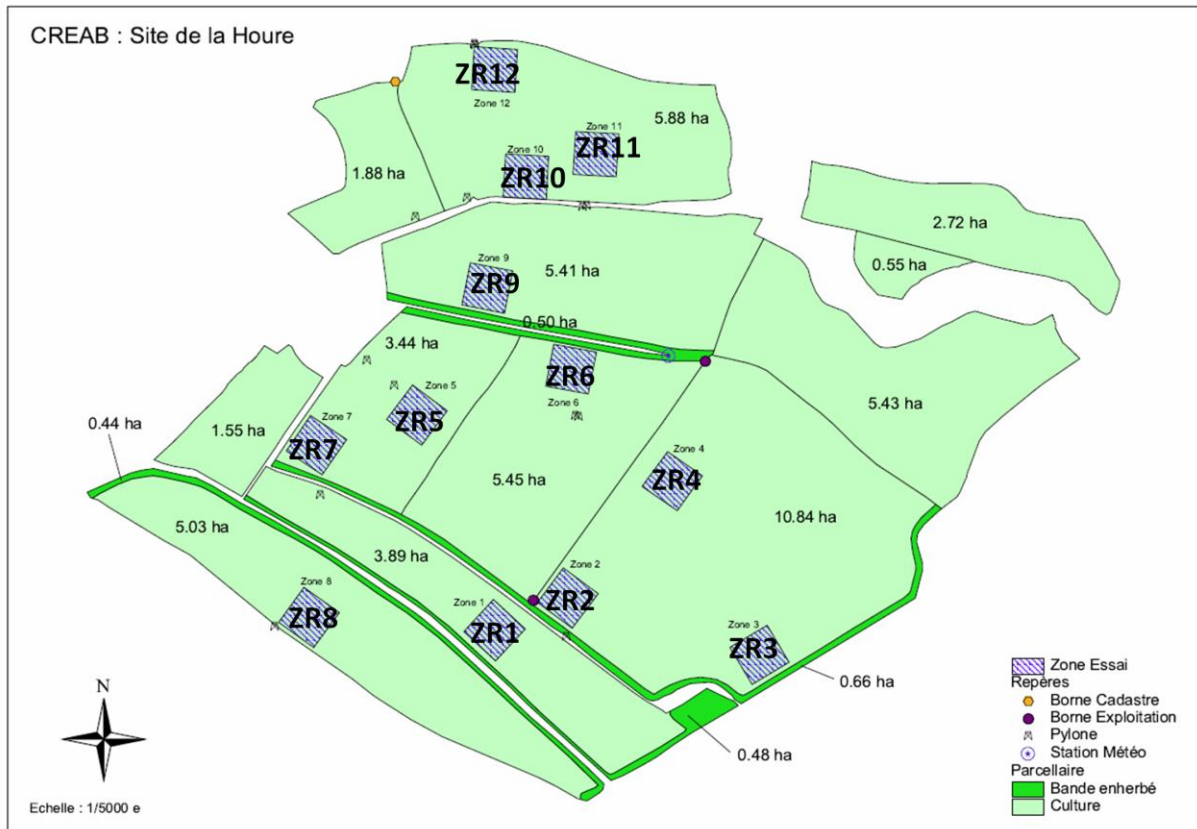 CREAB : Site de la Houre
ZR12
Zone 12
5.88 ha
Zone 11
ZR11
Zone 10
ZR10
1.88 ha
2.72 ha
0.55 ha
Zone 9
ZR9
5.41 ha
0.50 ha
3.44 ha
ZR6
Zone 6
Zone 5
ZR5
5.43 ha
0.44 ha
1.55 ha
Zone 7
ZR7
Zone 4
ZR4
5.45 ha
10.84 ha
5.03 ha
3.89 ha
Zone 2
ZR2
Zone 8
ZR8
Zone 1
ZR1
Zone 3
ZR3
0.66 ha
0.48 ha
N
Echelle : 1/5000 e
Zone Essai
Repères
Borne Cadastre
Borne Exploitation
Pylone
Station Météo
Parcellaire
Bande enherbé
Culture